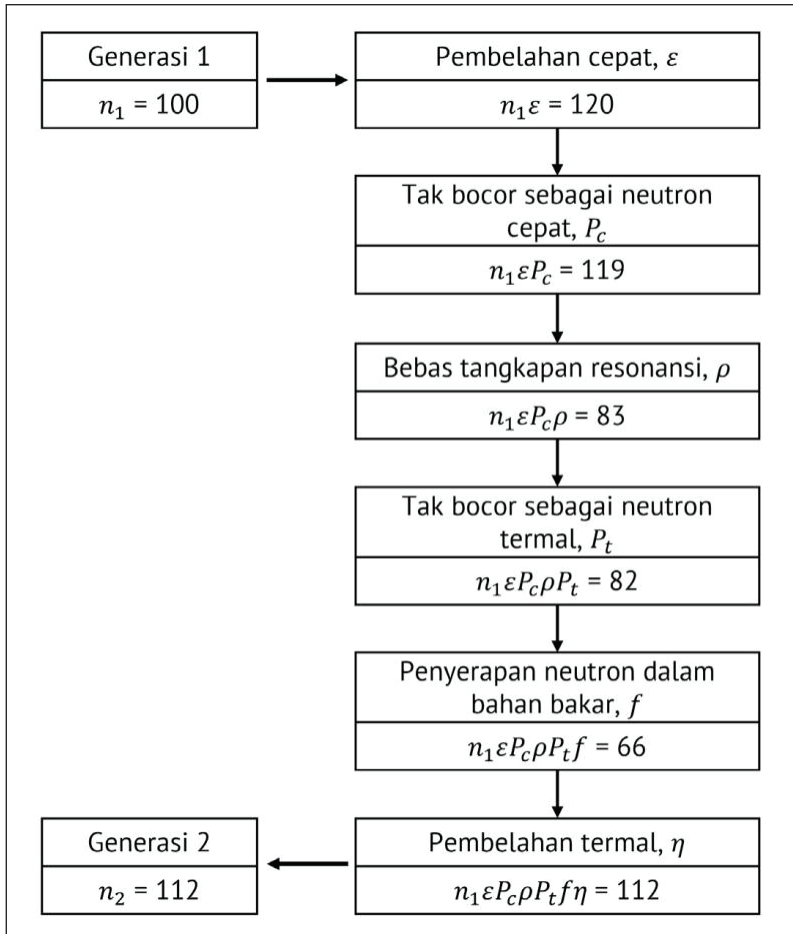 Generasi 1
n₁ = 100
Pembelahan cepat, ε
n₁ε = 120
Tak bocor sebagai neutron
cepat, P_c
n₁εP_c = 119
Bebas tangkapan resonansi, ρ
n₁εP_cρ = 83
Tak bocor sebagai neutron
termal, P_t
n₁εP_cρP_t = 82
Penyerapan neutron dalam
bahan bakar, f
n₁εP_cρP_tf = 66
Pembelahan termal, η
n₁εP_cρP_tfη = 112
Generasi 2
n₂ = 112